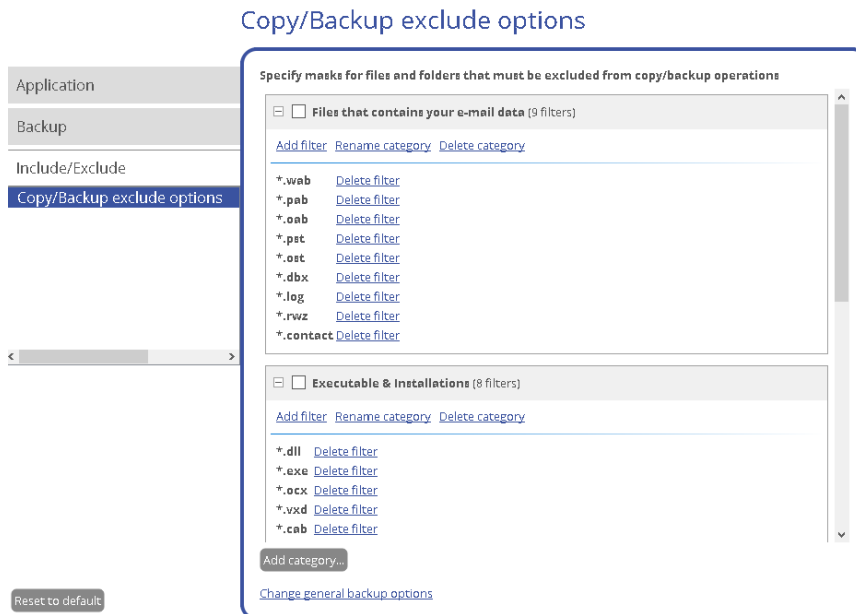 Copy/Backup exclude options
Application
Backup
Include/Exclude
Copy/Backup exclude options
Reset to default
Specify masks for files and folders that must be excluded from copy/backup operations
Files that contains your e-mail data (9 filters)
Add filter Rename category Delete category
*.wab Delete filter
*.pab Delete filter
*.oab Delete filter
*.pst Delete filter
*.ost Delete filter
*.dbx Delete filter
*.log Delete filter
*.rwz Delete filter
*.contact Delete filter
Executable & Installations (8 filters)
Add filter Rename category Delete category
*.dll Delete filter
*.exe Delete filter
*.ocx Delete filter
*.vxd Delete filter
*.cab Delete filter
Add category...
Change general backup options